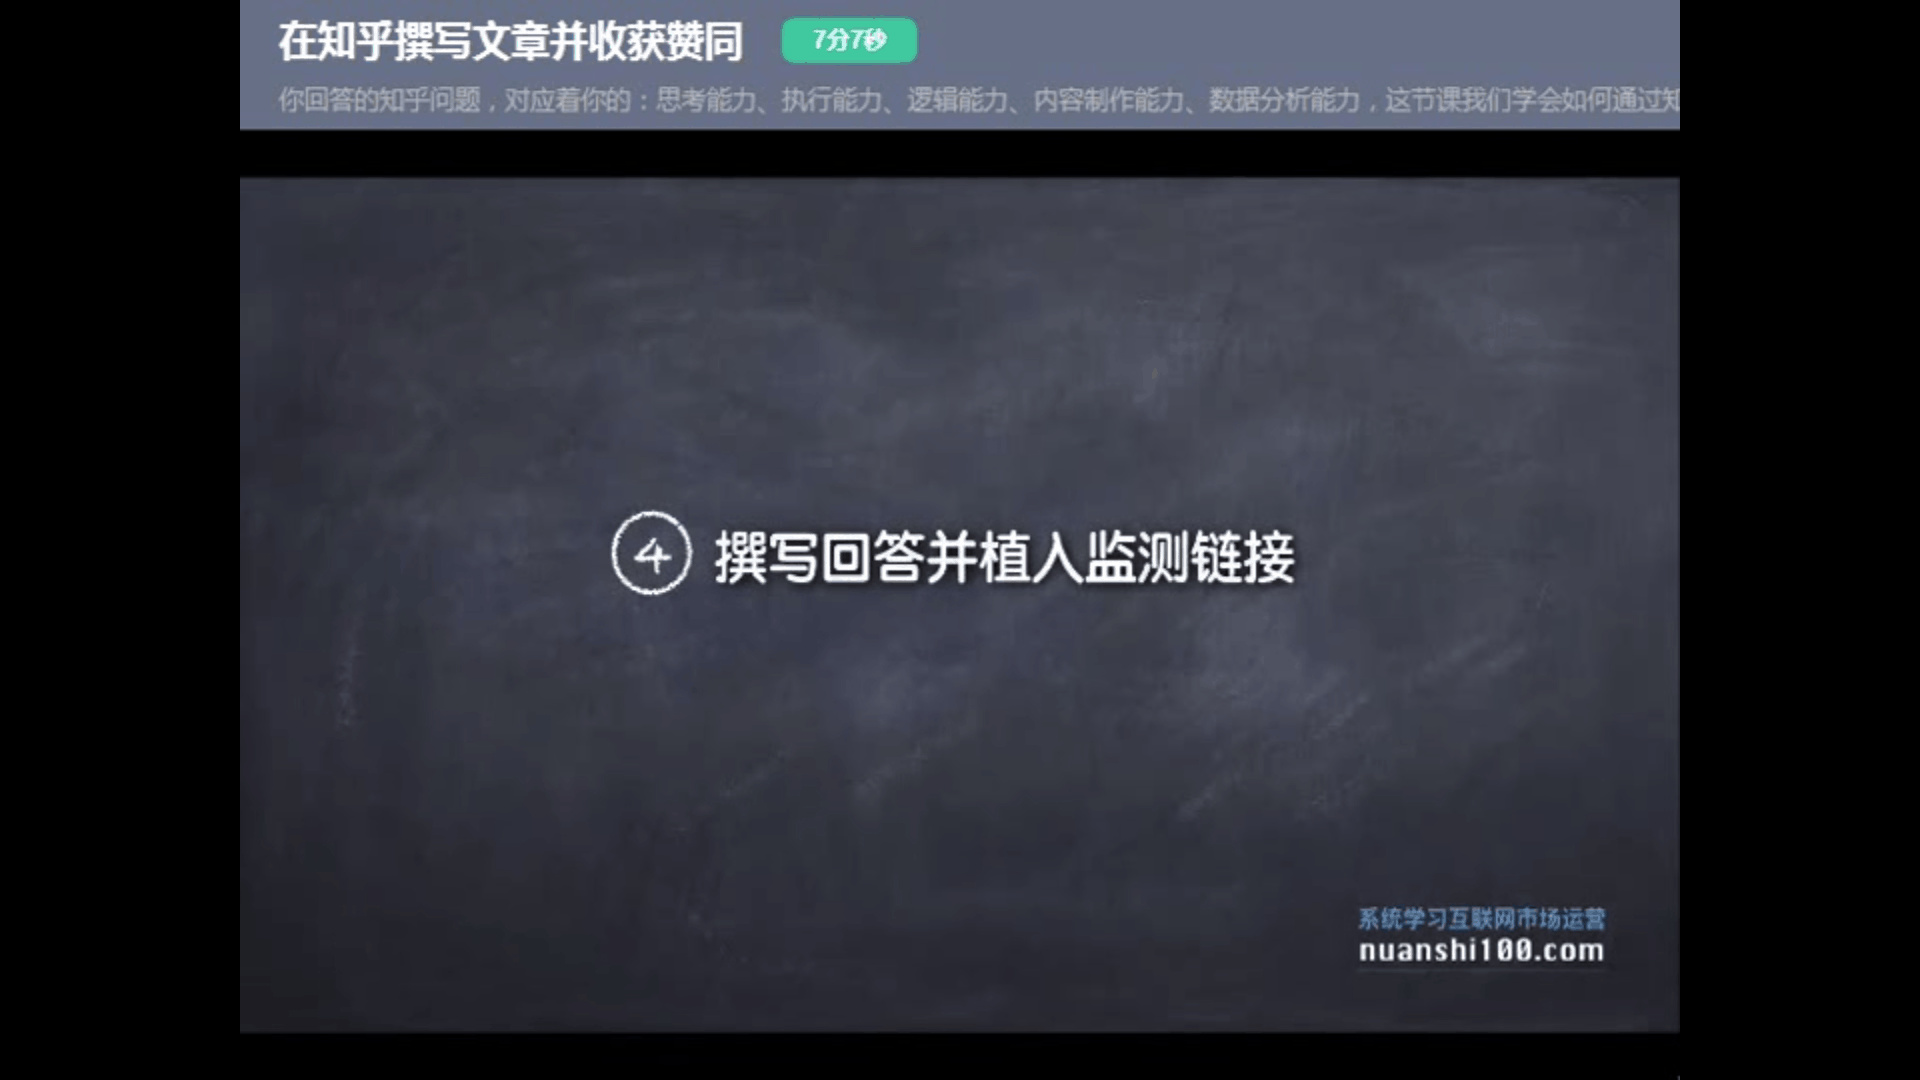 在知乎撰写文章并收获赞同 7分7秒
你回答的知乎问题，对应着你的：思考能力、执行能力、逻辑能力、内容制作能力、数据分析能力，这节课我们学会如何通过知
④ 撰写回答并植入监测链接
系统学习互联网市场运营
nuanshi100.com